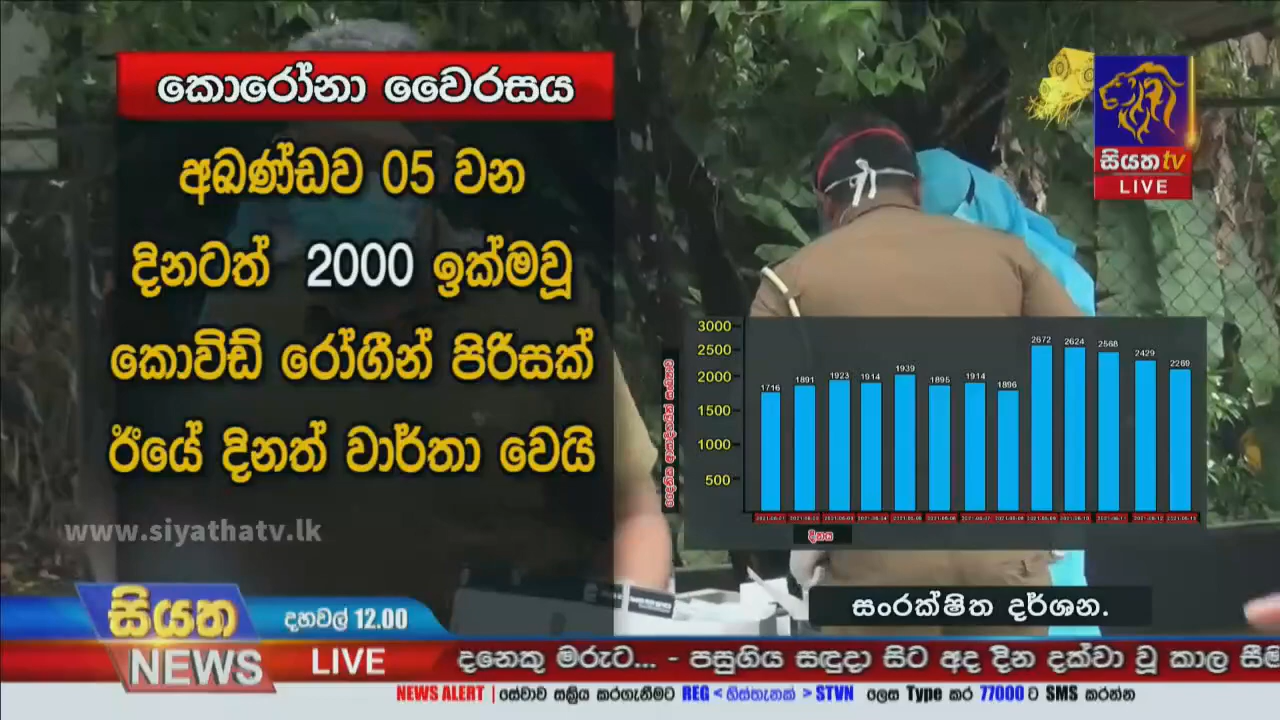 කොරෝනා වෛරසය
අඛණ්ඩව 05 වන
දිනටත් 2000 ඉක්මවූ
කොවිඩ් රෝගීන් පිරිසක්
ඊයේ දිනත් වාර්තා වෙයි
www.siyathatv.lk
සියත tv
LIVE
3000
2500
2000
1500
1000
500
1716 1891 1923 1914 1939 1895 1914 1896 2672 2624 2568 2429 2269
දිනය
සංරක්ෂිත දර්ශන.
සියත දහවල් 12.00
NEWS LIVE දනෙකු මරුට... - පසුගිය සඳුදා සිට අද දින දක්වා වූ කාල සීම
NEWS ALERT | සේවාව සක්‍රිය කරගැනීමට REG < හිස්තැනක් > STVN ලෙස Type කර 77000 ට SMS කරන්න